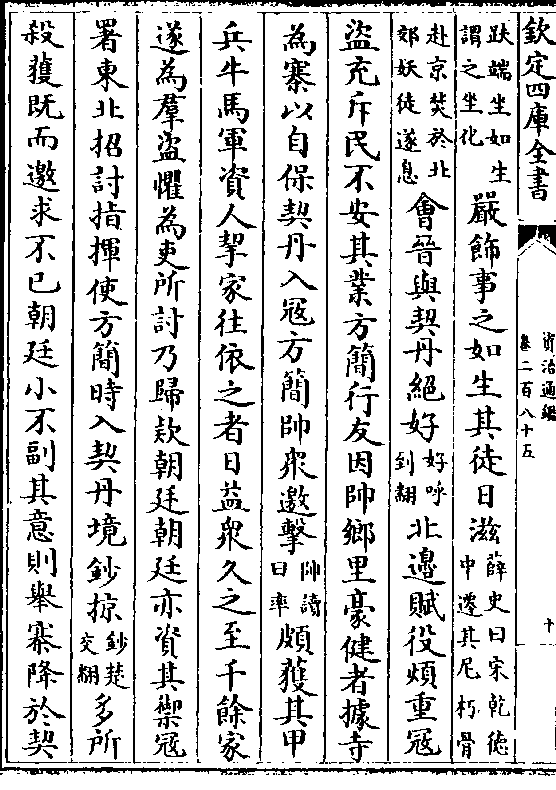 欽定四庫全書
資治通鑑
卷二百八十五
十
趺端坐如生謂之坐化嚴飾事之如生其徒日滋薛史曰宋乾德中遷其尼朽骨
赴京焚於北郊妖徒遂息會晉與契丹絶好好呼到翻北邉賦役煩重冦
盜充斥民不安其業方簡行友因帥鄉里豪健者據寺
為寨以自保契丹入冦方簡帥衆邀擊帥讀曰率頗獲其甲
兵牛馬軍資人挈家往依之者日益衆久之至千餘家
遂為羣盜懼為吏所討乃歸欵朝廷朝廷亦資其禦冦
署東北招討指揮使方簡時入契丹境鈔掠鈔楚交翻多所
殺獲既而邀求不已朝廷小不副其意則舉寨降於契